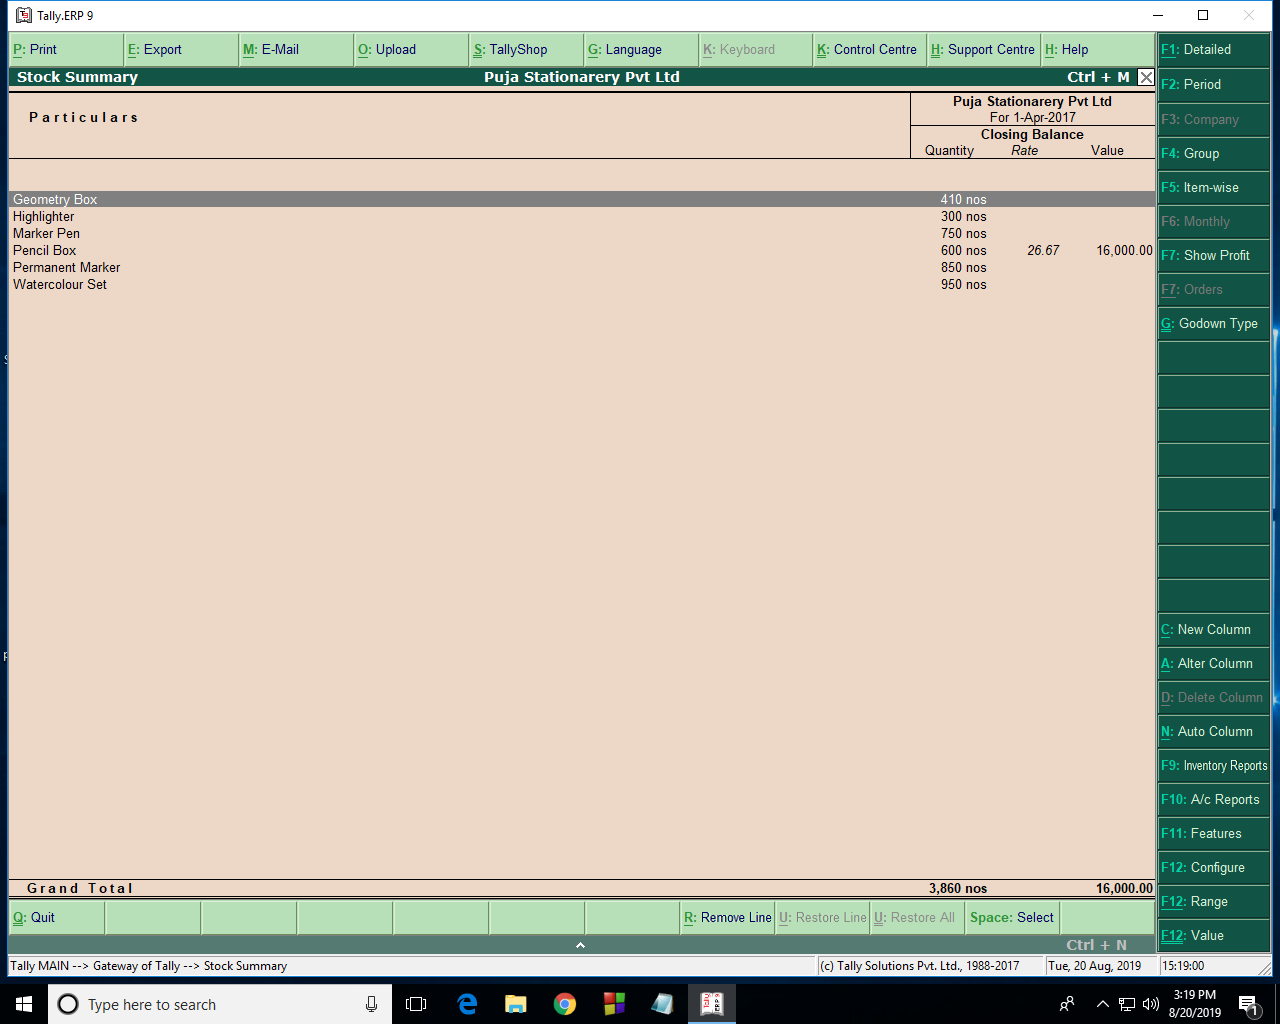 Tally.ERP 9
P: Print E: Export M: E-Mail O: Upload S: TallyShop G: Language K: Keyboard K: Control Centre H: Support Centre H: Help
Stock Summary Puja Stationarery Pvt Ltd Ctrl + M
Particulars
Puja Stationarery Pvt Ltd
For 1-Apr-2017
Closing Balance
Quantity Rate Value
Geometry Box 410 nos
Highlighter 300 nos
Marker Pen 750 nos
Pencil Box 600 nos 26.67 16,000.00
Permanent Marker 850 nos
Watercolour Set 950 nos
Grand Total 3,860 nos 16,000.00
F1: Detailed
F2: Period
F3: Company
F4: Group
F5: Item-wise
F6: Monthly
F7: Show Profit
F7: Orders
G: Godown Type
C: New Column
A: Alter Column
D: Delete Column
N: Auto Column
F9: Inventory Reports
F10: A/c Reports
F11: Features
F12: Configure
F12: Range
F12: Value
Q: Quit R: Remove Line U: Restore Line U: Restore All Space: Select
Ctrl + N
Tally MAIN --> Gateway of Tally --> Stock Summary (c) Tally Solutions Pvt. Ltd., 1988-2017 Tue, 20 Aug, 2019 15:19:00
Type here to search
3:19 PM
8/20/2019
1